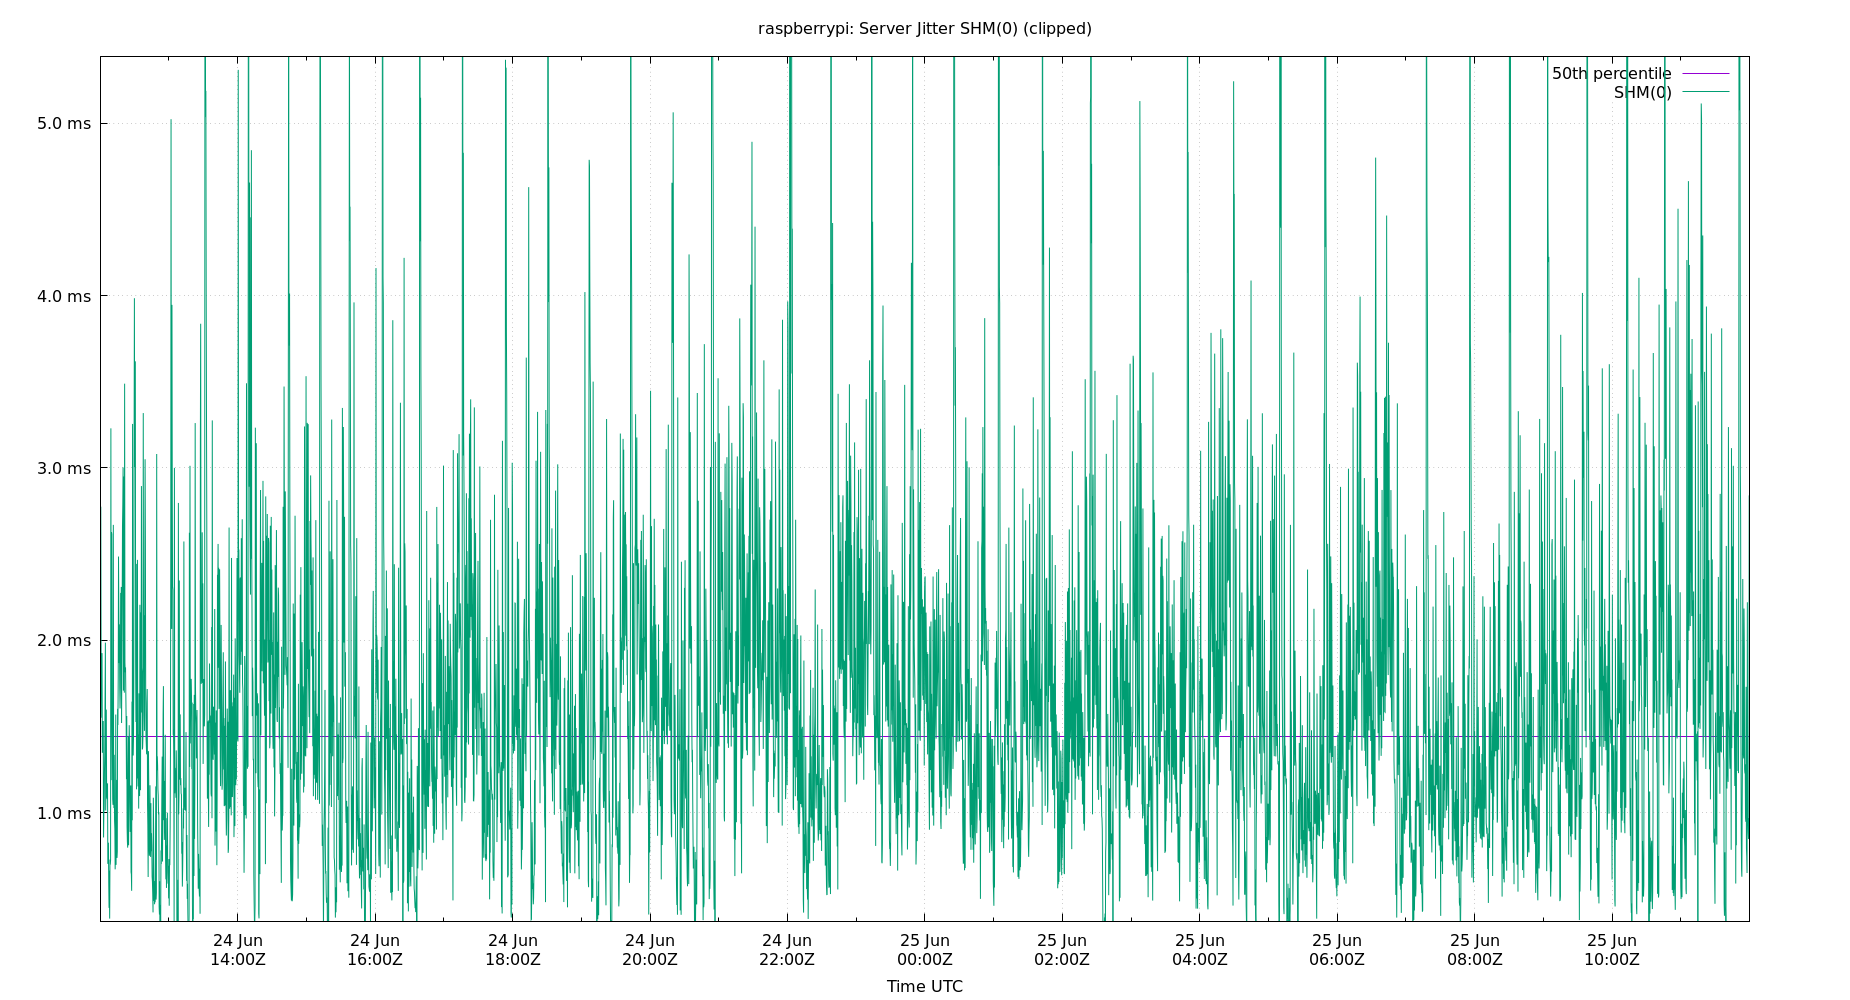 raspberrypi: Server Jitter SHM(0) (clipped)
50th percentile
SHM(0)
5.0 ms
4.0 ms
3.0 ms
2.0 ms
1.0 ms
24 Jun 24 Jun 24 Jun 24 Jun 24 Jun 25 Jun 25 Jun 25 Jun 25 Jun 25 Jun 25 Jun
14:00Z 16:00Z 18:00Z 20:00Z 22:00Z 00:00Z 02:00Z 04:00Z 06:00Z 08:00Z 10:00Z
Time UTC